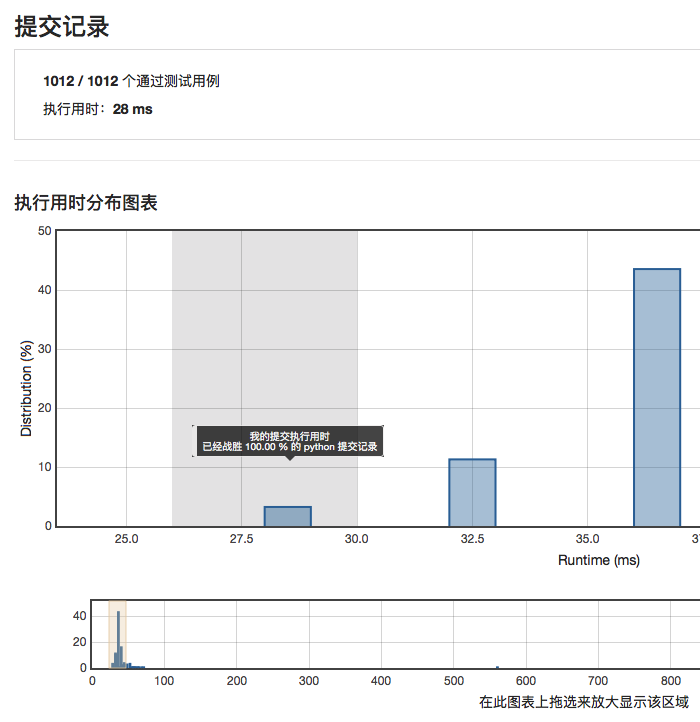 提交记录
1012 / 1012 个通过测试用例
执行用时：28 ms
执行用时分布图表
50
40
30
20
10
0
Distribution (%)
我的提交执行用时
已经战胜 100.00 % 的 python 提交记录
25.0 27.5 30.0 32.5 35.0
Runtime (ms)
40
20
0
0 100 200 300 400 500 600 700 800
在此图表上拖选来放大显示该区域